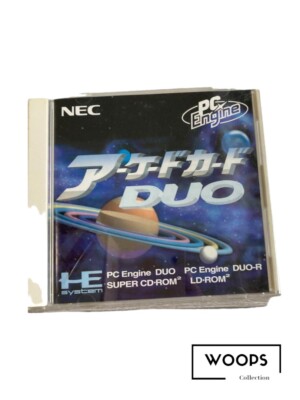 NEC
PC Engine
アーケードカード
DUO
HE system
PC Engine DUO PC Engine DUO-R
SUPER CD-ROM² LD-ROM²
WOOPS
Collection